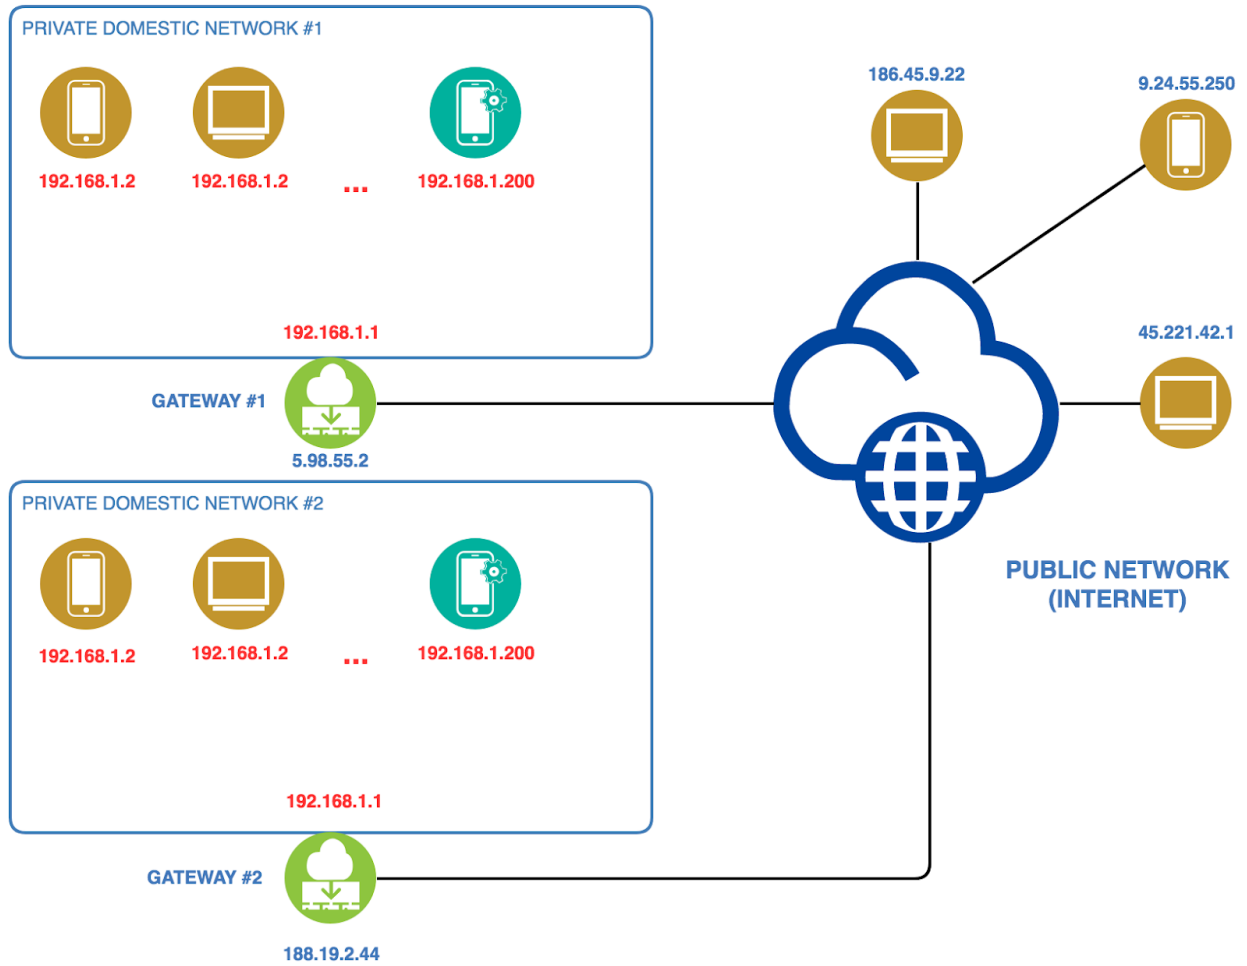 PRIVATE DOMESTIC NETWORK #1
192.168.1.2
192.168.1.2
...
192.168.1.200
192.168.1.1
GATEWAY #1
5.98.55.2
PRIVATE DOMESTIC NETWORK #2
192.168.1.2
192.168.1.2
...
192.168.1.200
192.168.1.1
GATEWAY #2
188.19.2.44
186.45.9.22
9.24.55.250
45.221.42.1
PUBLIC NETWORK
(INTERNET)